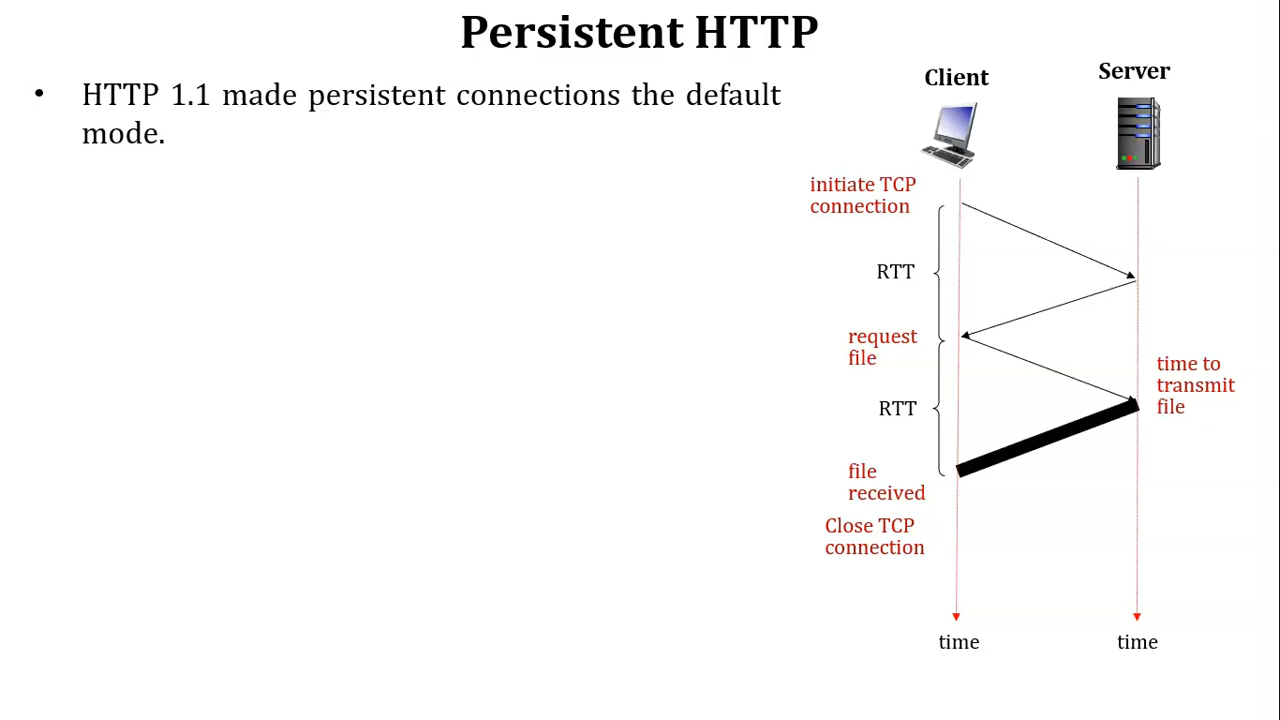 Persistent HTTP
• HTTP 1.1 made persistent connections the default
mode.
Client
Server
initiate TCP
connection
RTT
request
file
time to
transmit
file
RTT
file
received
Close TCP
connection
time
time